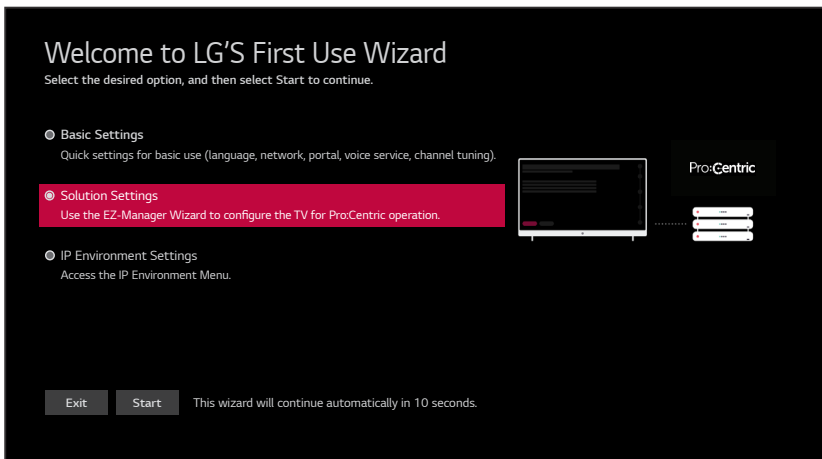 Welcome to LG'S First Use Wizard
Select the desired option, and then select Start to continue.
Basic Settings
Quick settings for basic use (language, network, portal, voice service, channel tuning).
Pro:Centric
Solution Settings
Use the EZ-Manager Wizard to configure the TV for Pro:Centric operation.
IP Environment Settings
Access the IP Environment Menu.
Exit Start This wizard will continue automatically in 10 seconds.